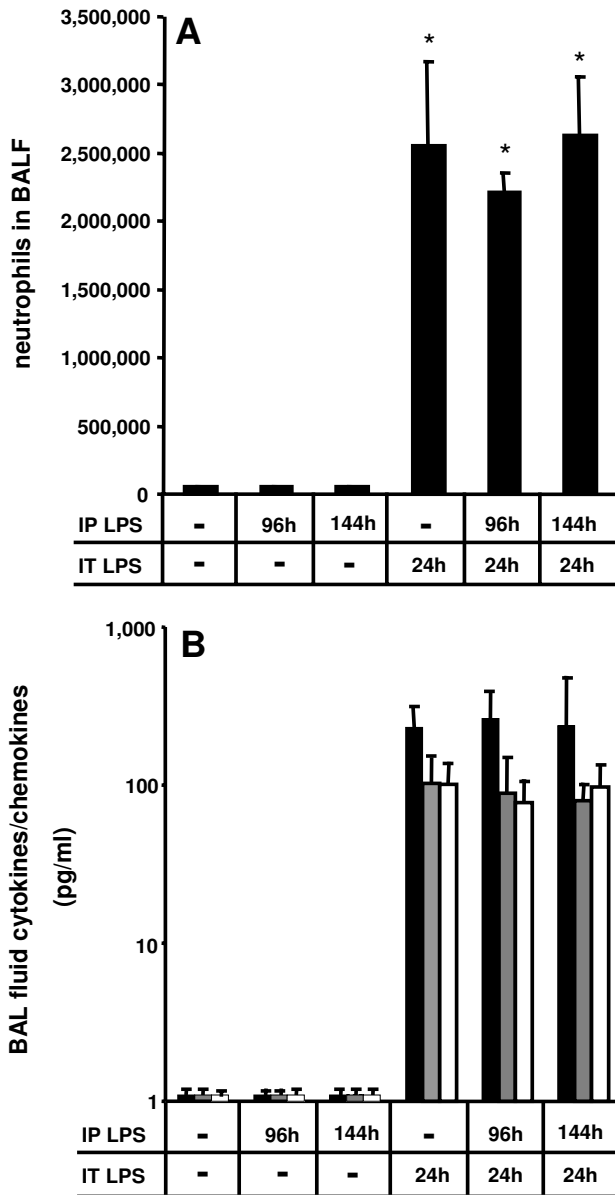 A
3,500,000
3,000,000
2,500,000
2,000,000
1,500,000
1,000,000
500,000
0
neutrophils in BALF
* * *
IP LPS - 96h 144h - 96h 144h
IT LPS - - - 24h 24h 24h
B
1,000
100
10
1
BAL fluid cytokines/chemokines
(pg/ml)
IP LPS - 96h 144h - 96h 144h
IT LPS - - - 24h 24h 24h